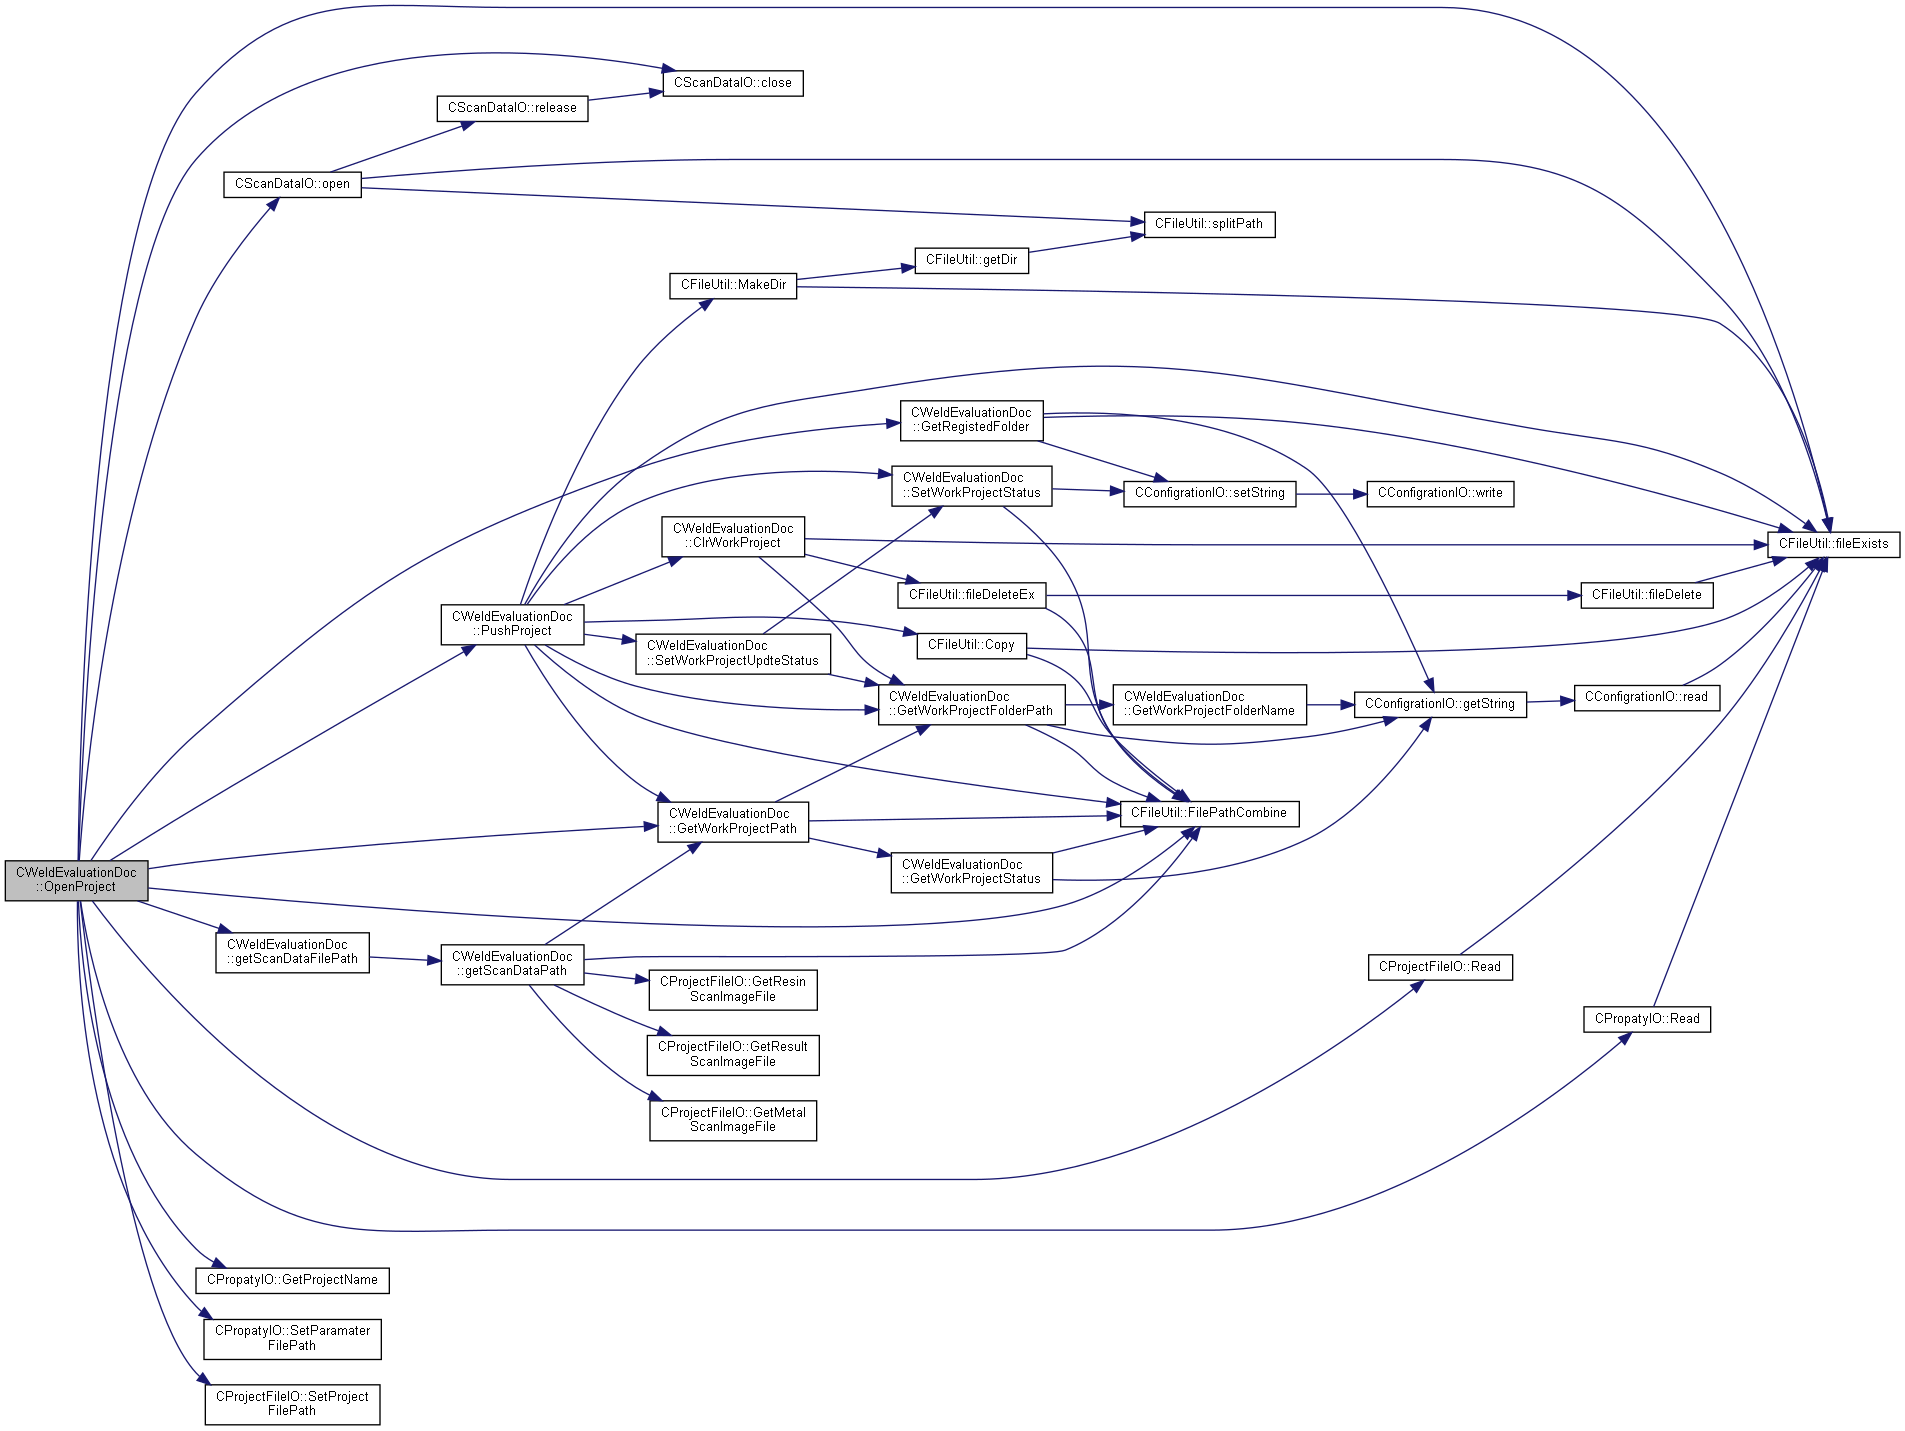 CScanDataIO::close
CScanDataIO::release
CScanDataIO::open
CFileUtil::splitPath
CFileUtil::getDir
CFileUtil::MakeDir
CWeldEvaluationDoc
::GetRegistedFolder
CWeldEvaluationDoc
::SetWorkProjectStatus
CConfigrationIO::setString
CConfigrationIO::write
CWeldEvaluationDoc
::ClrWorkProject
CFileUtil::fileExists
CFileUtil::fileDeleteEx
CFileUtil::fileDelete
CWeldEvaluationDoc
::PushProject
CFileUtil::Copy
CWeldEvaluationDoc
::SetWorkProjectUpdteStatus
CWeldEvaluationDoc
::GetWorkProjectFolderPath
CWeldEvaluationDoc
::GetWorkProjectFolderName
CConfigrationIO::getString
CConfigrationIO::read
CWeldEvaluationDoc
::GetWorkProjectPath
CFileUtil::FilePathCombine
CWeldEvaluationDoc
::GetWorkProjectStatus
CWeldEvaluationDoc
::OpenProject
CWeldEvaluationDoc
::getScanDataFilePath
CWeldEvaluationDoc
::getScanDataPath
CProjectFileIO::Read
CProjectFileIO::GetResin
ScanImageFile
CPropatyIO::Read
CProjectFileIO::GetResult
ScanImageFile
CProjectFileIO::GetMetal
ScanImageFile
CPropatyIO::GetProjectName
CPropatyIO::SetParamater
FilePath
CProjectFileIO::SetProject
FilePath